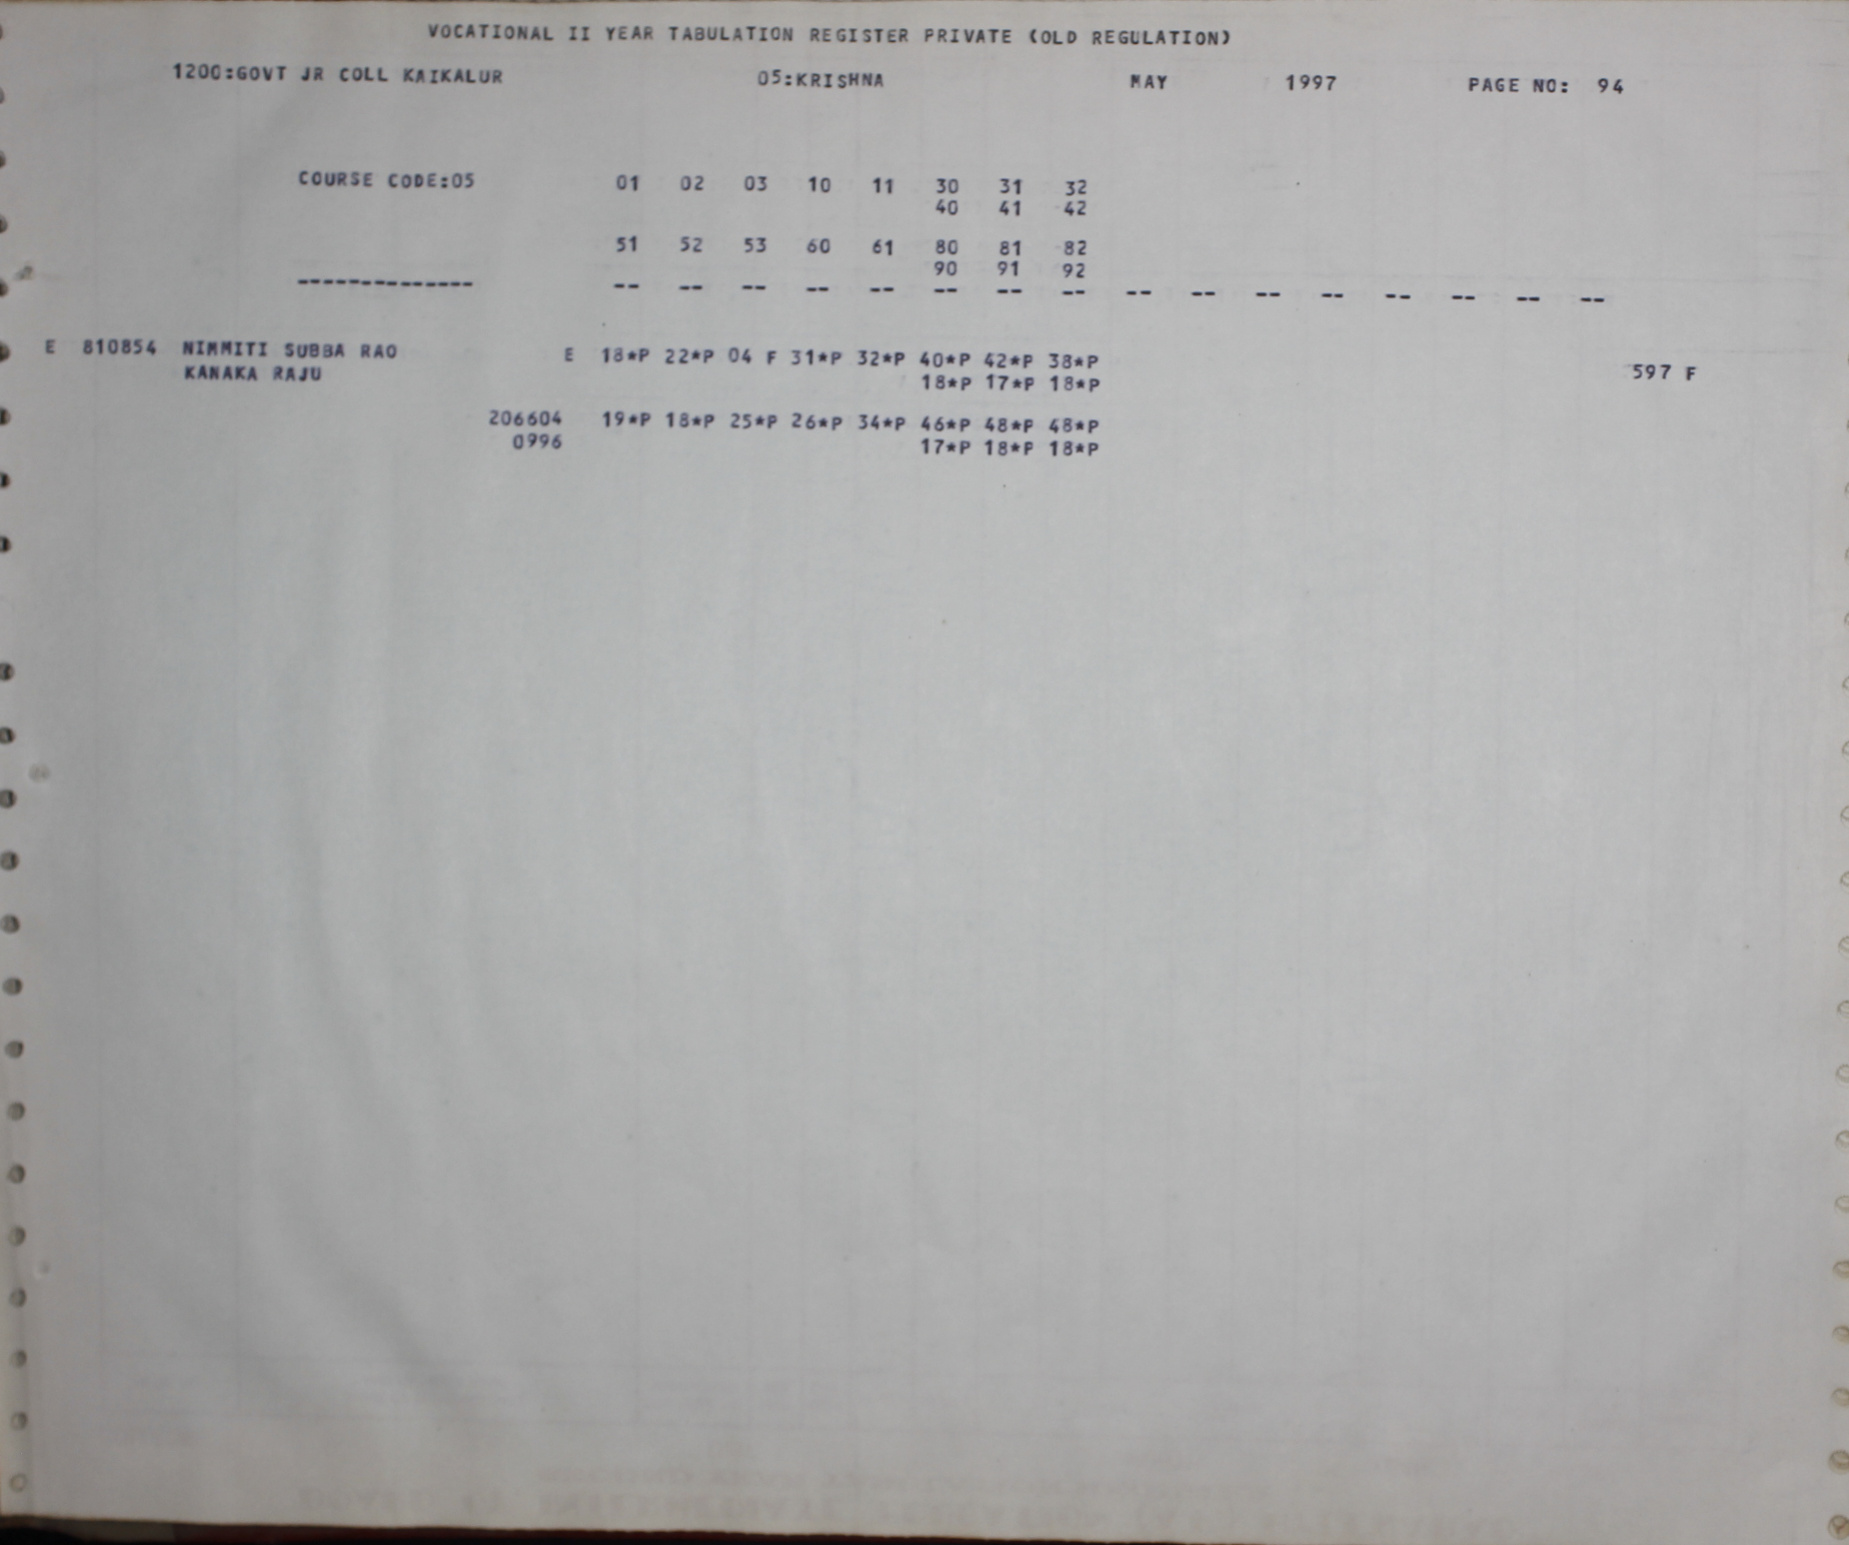 VOCATIONAL II YEAR TABULATION REGISTER PRIVATE (OLD REGULATION)
1200:GOVT JR COLL KAIKALUR 05:KRISHNA MAY 1997 PAGE NO: 94
COURSE CODE:05 01 02 03 10 11 30 31 32
40 41 42
51 52 53 60 61 80 81 82
90 91 92
-------------- -- -- -- -- -- -- -- -- -- -- -- -- -- -- -- --
E 810854 NIMMITI SUBBA RAO E 18*P 22*P 04 F 31*P 32*P 40*P 42*P 38*P
KANAKA RAJU 18*P 17*P 18*P 597 F
206604 19*P 18*P 25*P 26*P 34*P 46*P 48*P 48*P
0996 17*P 18*P 18*P